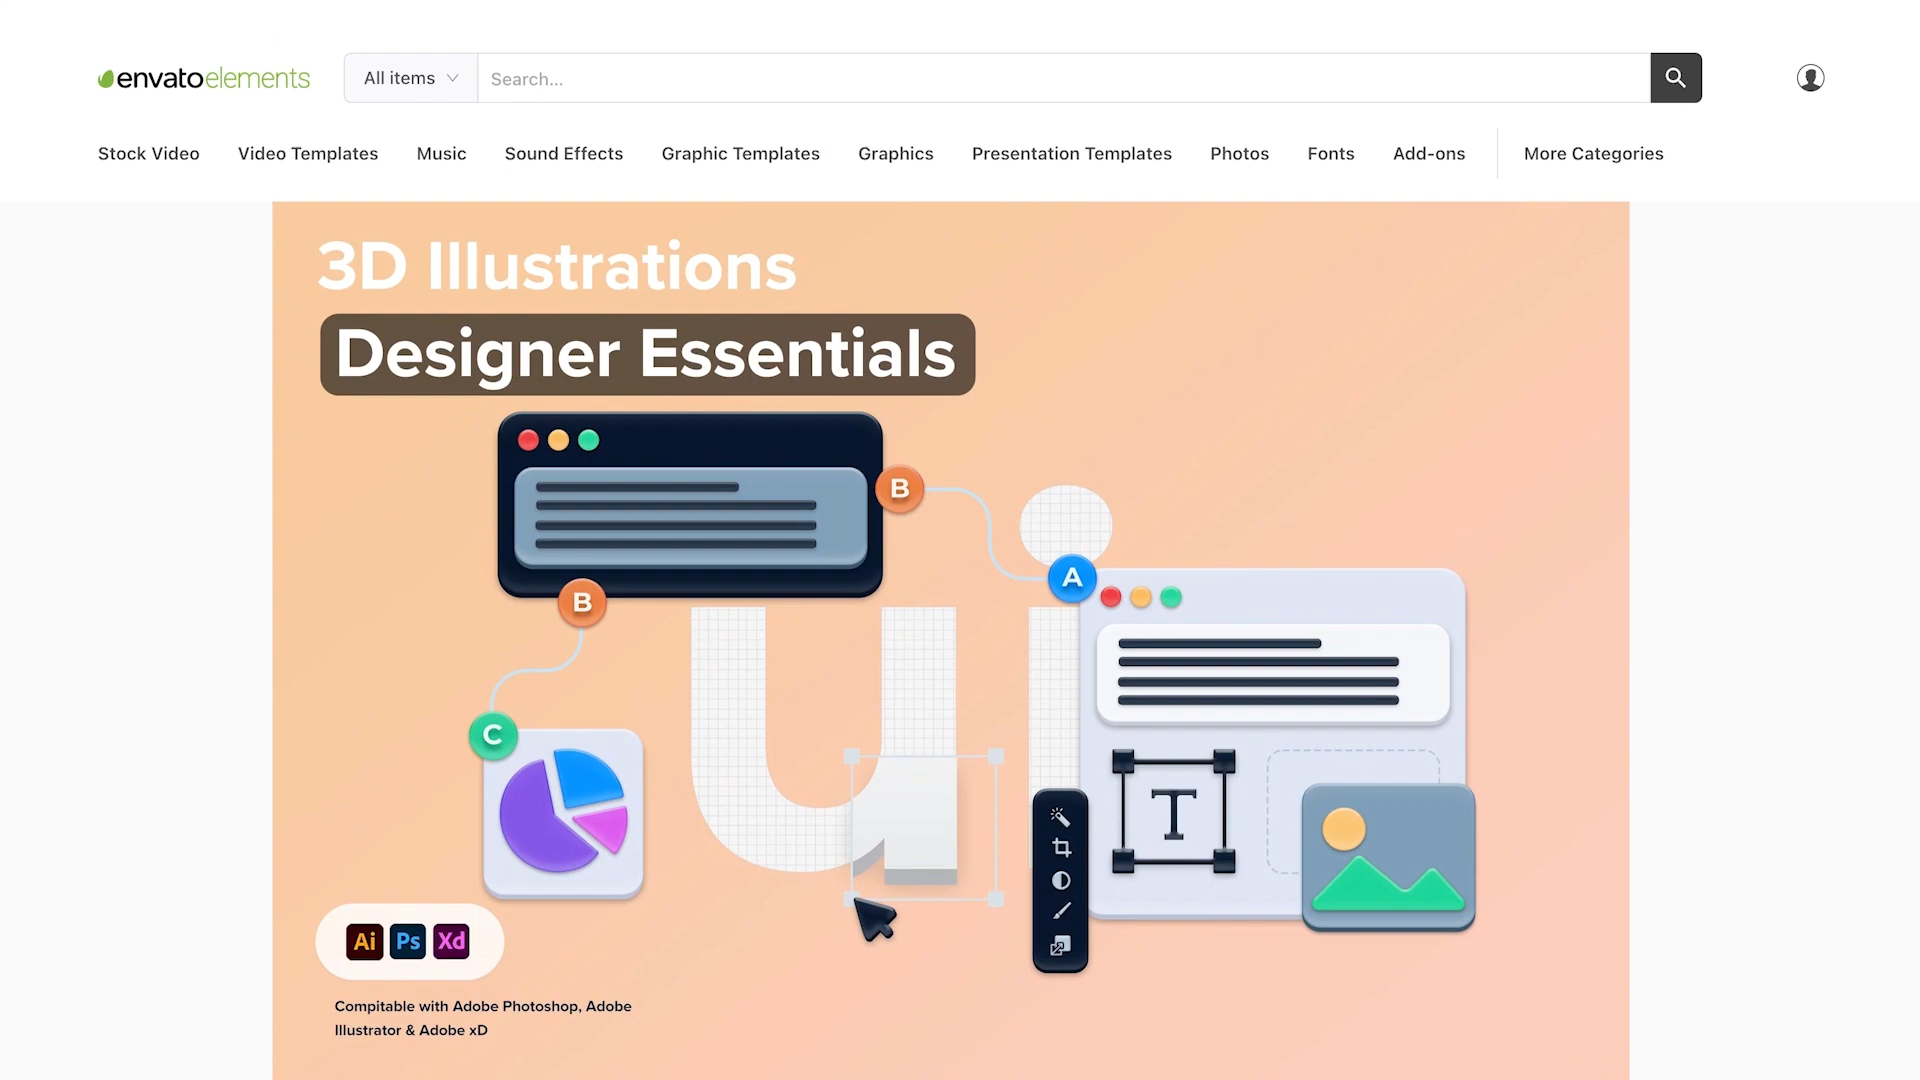 envatoelements
All items
Search...
Stock Video
Video Templates
Music
Sound Effects
Graphic Templates
Graphics
Presentation Templates
Photos
Fonts
Add-ons
More Categories
3D Illustrations
Designer Essentials
B
B
A
C
ui
T
Ai Ps Xd
Compitable with Adobe Photoshop, Adobe
Illustrator & Adobe xD